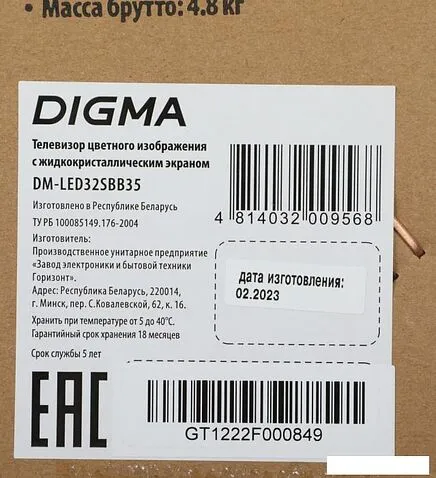 • Масса брутто: 4.8 кг
DIGMA
Телевизор цветного изображения
с жидкокристаллическим экраном
DM-LED32SBB35
Изготовлено в Республике Беларусь
ТУ РБ 100085149.176-2004
Изготовитель:
Производственное унитарное предприятие
«Завод электроники и бытовой техники
Горизонт».
Адрес: Республика Беларусь, 220014,
г. Минск, пер. С.Ковалевской, 62, к. 16.
Хранить при температуре от 5 до 40°С.
Гарантийный срок хранения 18 месяцев
Срок службы 5 лет
4 814032 009568
дата изготовления:
02.2023
EAC
GT1222F000849